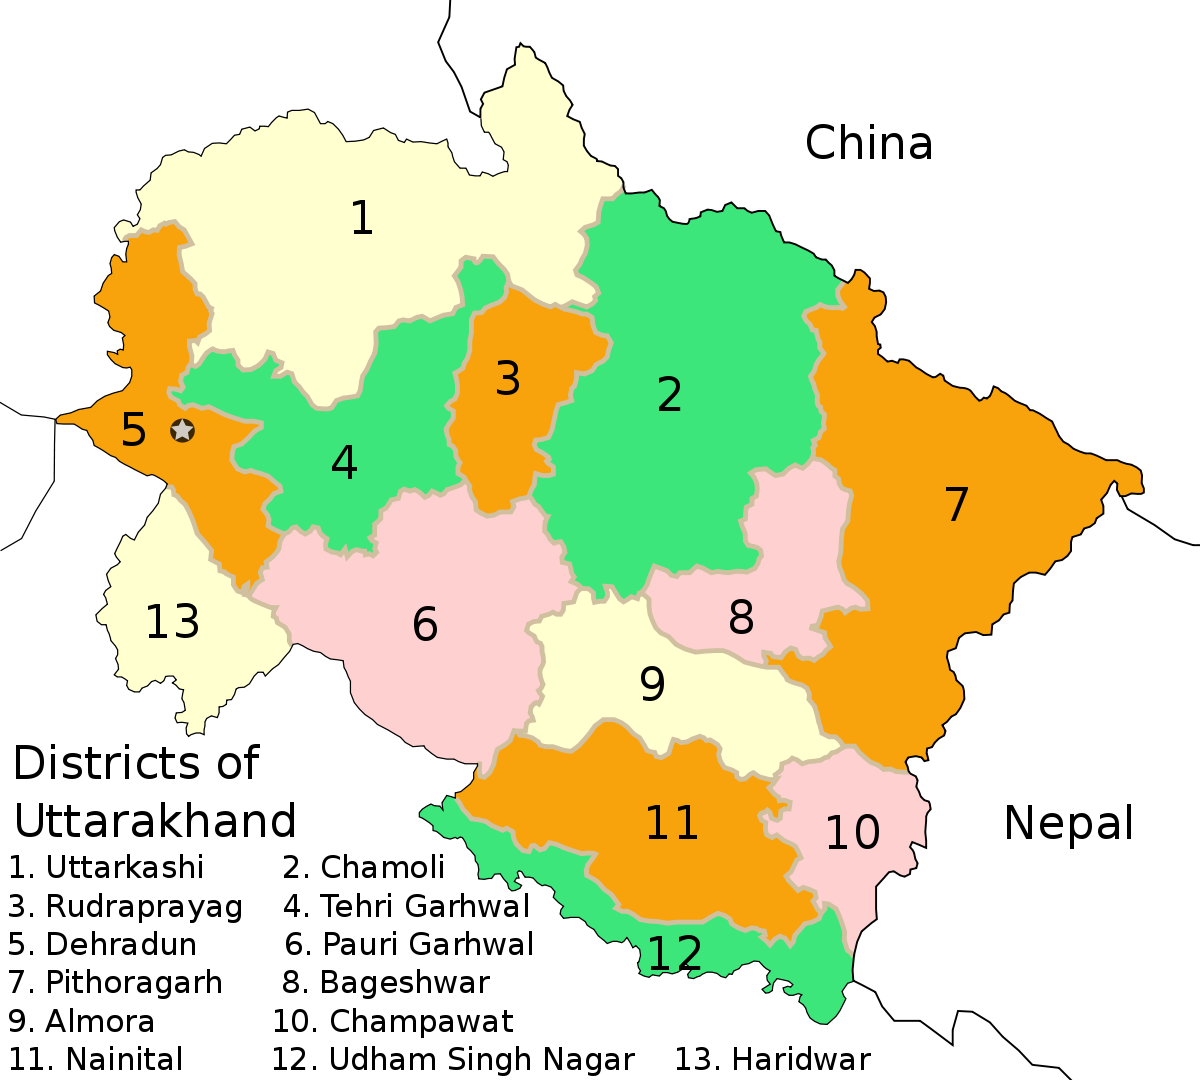 China
1
2
3
5
4
7
13
6
8
9
Districts of
Uttarakhand
11
10
Nepal
12
1. Uttarkashi 2. Chamoli
3. Rudraprayag 4. Tehri Garhwal
5. Dehradun 6. Pauri Garhwal
7. Pithoragarh 8. Bageshwar
9. Almora 10. Champawat
11. Nainital 12. Udham Singh Nagar 13. Haridwar